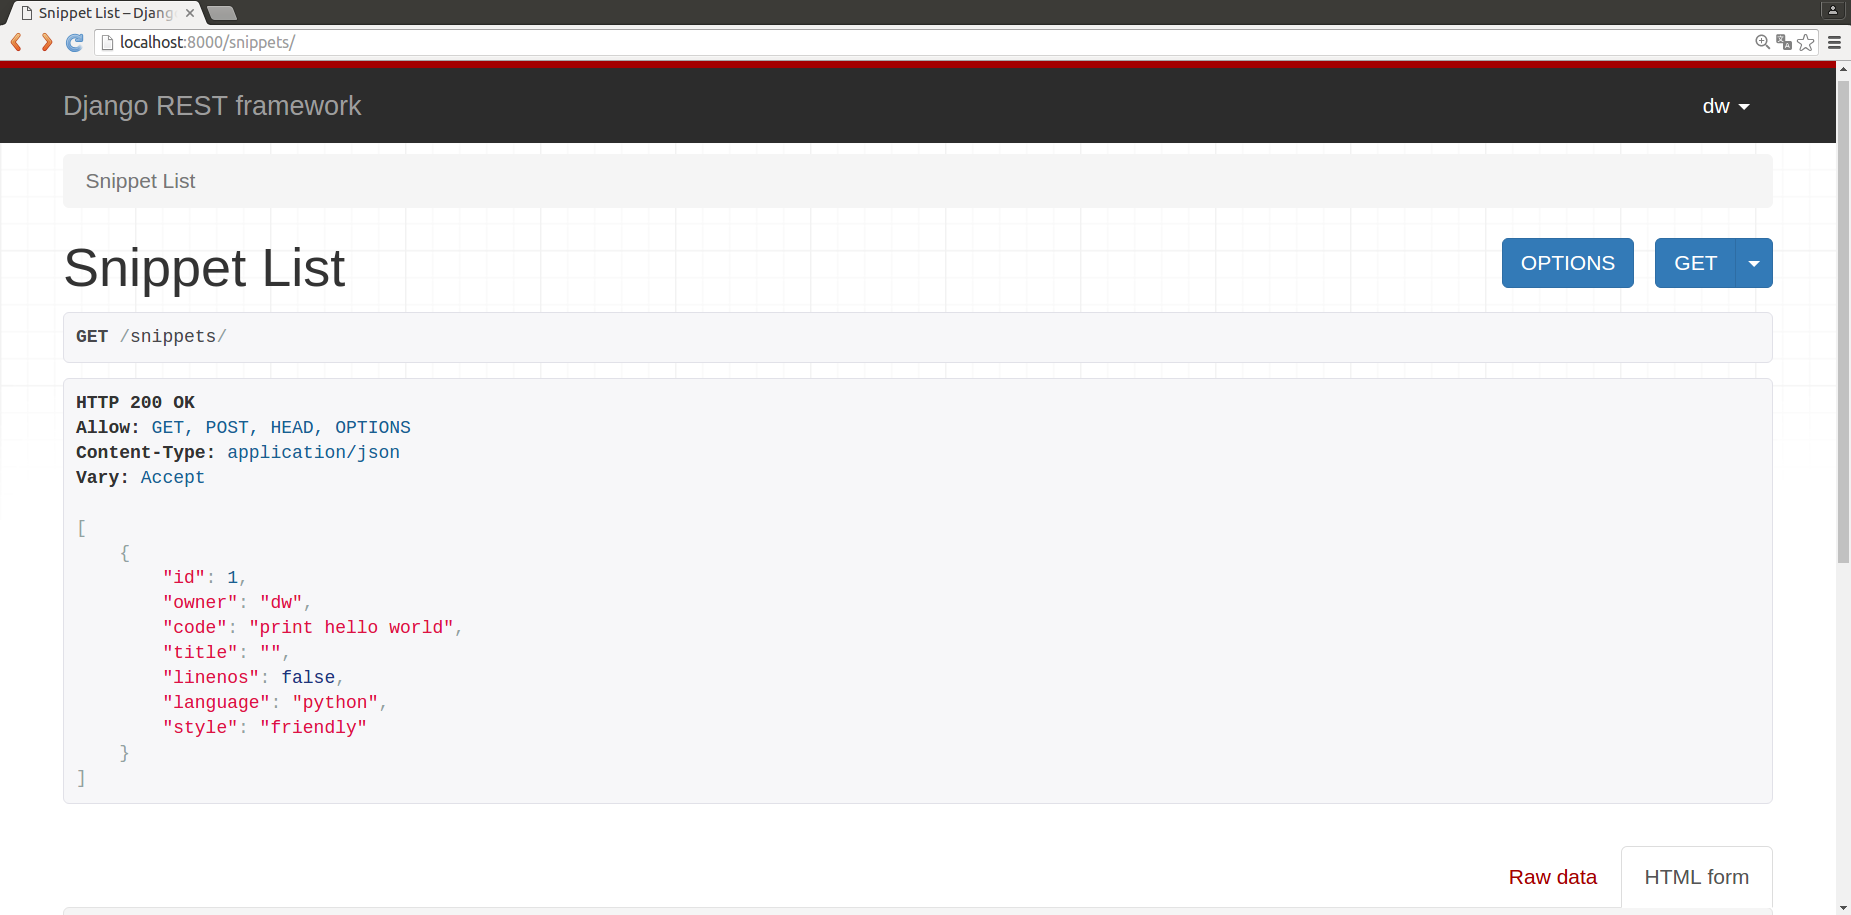 Snippet List – Djang
localhost:8000/snippets/
Django REST framework
dw
Snippet List
Snippet List
OPTIONS
GET
GET /snippets/
HTTP 200 OK
Allow: GET, POST, HEAD, OPTIONS
Content-Type: application/json
Vary: Accept
[
    {
        "id": 1,
        "owner": "dw",
        "code": "print hello world",
        "title": "",
        "linenos": false,
        "language": "python",
        "style": "friendly"
    }
]
Raw data
HTML form